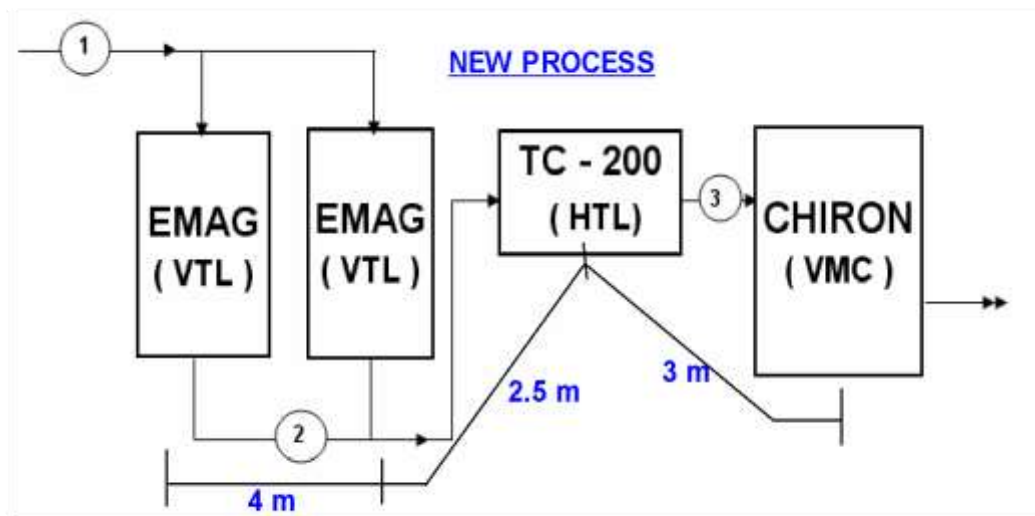 1
NEW PROCESS
EMAG
( VTL )
EMAG
( VTL )
TC - 200
( HTL)
3
CHIRON
( VMC )
2
2.5 m
3 m
4 m